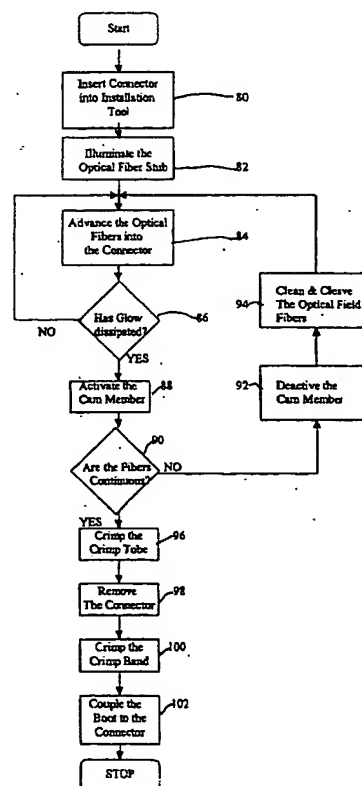 Start
Insert Connector
into Installation
Tool
80
Illuminate the
Optical Fiber Stub
82
Advance the Optical
Fibers into
the Connector
84
Has Glow
dissipated?
86
NO
YES
Activate the
Cam Member
88
90
Are the Fibers
Continuous?
NO
92
Deactive the
Cam Member
94
Clean & Cleave
The Optical Field
Fibers
YES
Crimp the
Crimp Tobe
96
Remove
The Connector
98
Crimp the
Crimp Band
100
Couple the
Boot to the
Connector
102
STOP